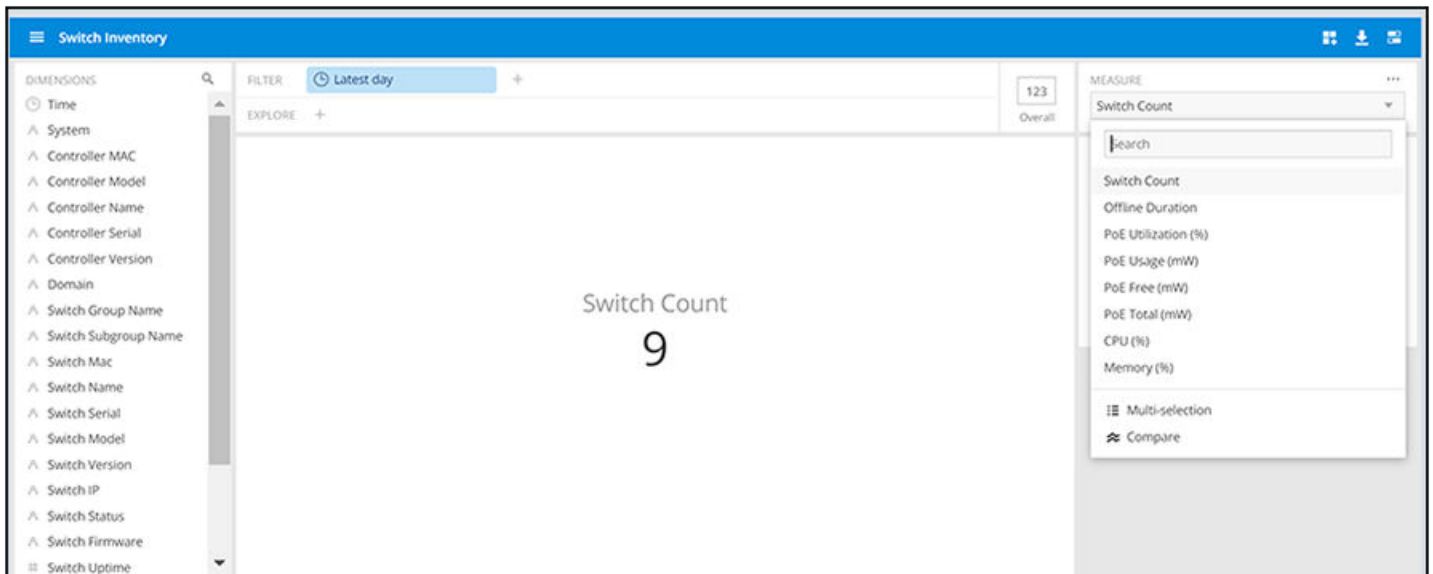 Switch Inventory
DIMENSIONS
Time
System
Controller MAC
Controller Model
Controller Name
Controller Serial
Controller Version
Domain
Switch Group Name
Switch Subgroup Name
Switch Mac
Switch Name
Switch Serial
Switch Model
Switch Version
Switch IP
Switch Status
Switch Firmware
Switch Uptime
FILTER Latest day +
EXPLORE +
123
Overall
Switch Count
9
MEASURE
Switch Count
Search
Switch Count
Offline Duration
PoE Utilization (%)
PoE Usage (mW)
PoE Free (mW)
PoE Total (mW)
CPU (%)
Memory (%)
Multi-selection
Compare